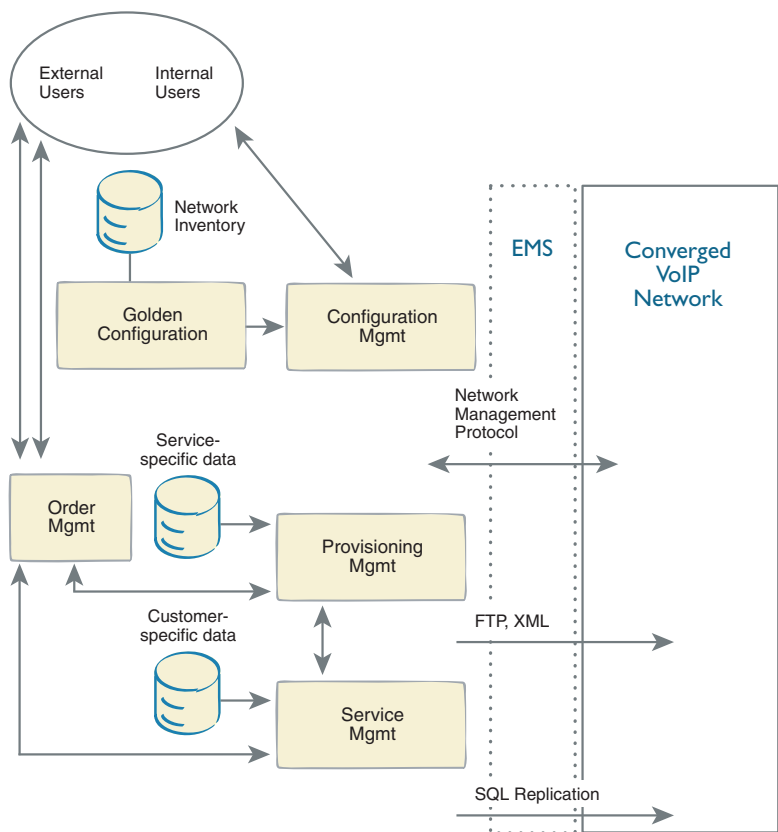 External
Users
Internal
Users
Network
Inventory
EMS
Converged
VoIP
Network
Golden
Configuration
Configuration
Mgmt
Network
Management
Protocol
Service-
specific data
Order
Mgmt
Provisioning
Mgmt
Customer-
specific data
FTP, XML
Service
Mgmt
SQL Replication